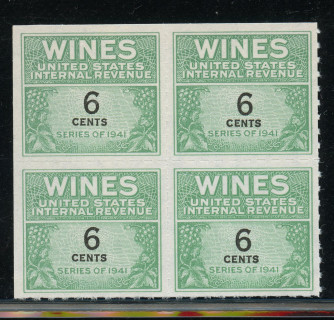 WINES
UNITED STATES
INTERNAL REVENUE
6
CENTS
SERIES OF 1941
WINES
UNITED STATES
INTERNAL REVENUE
6
CENTS
SERIES OF 1941
WINES
UNITED STATES
INTERNAL REVENUE
6
CENTS
SERIES OF 1941
WINES
UNITED STATES
INTERNAL REVENUE
6
CENTS
SERIES OF 1941